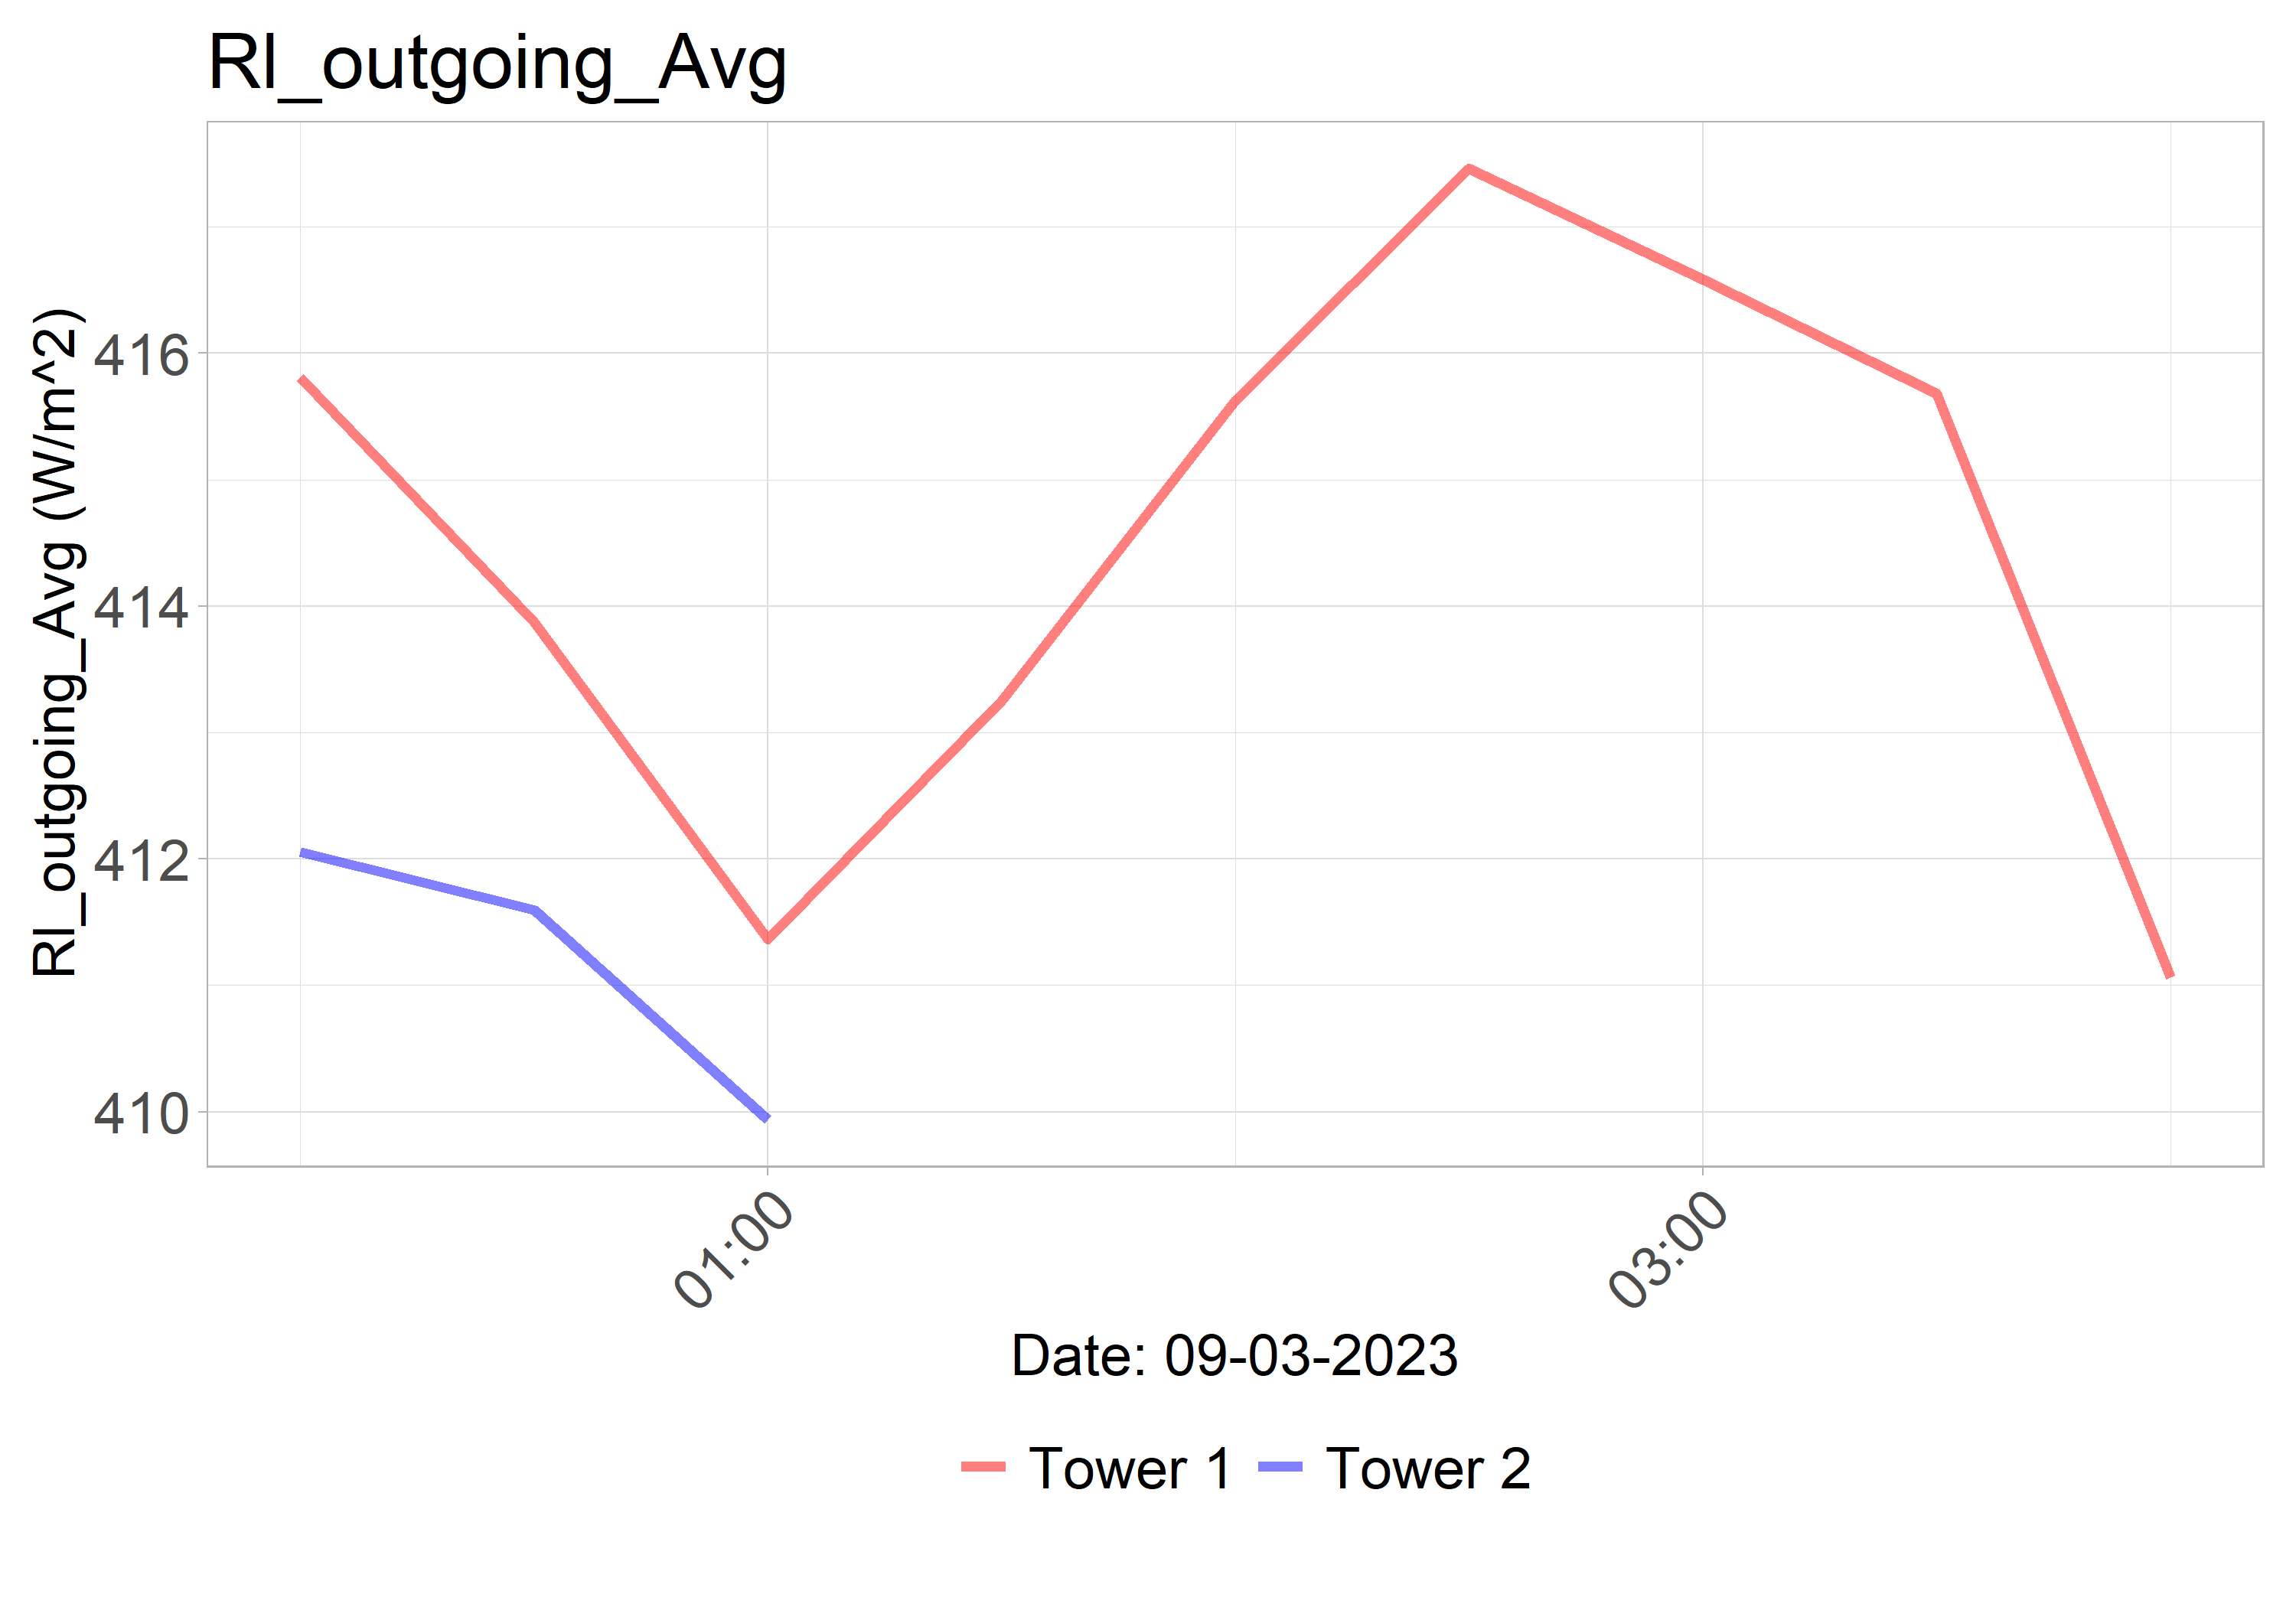 Rl_outgoing_Avg
Rl_outgoing_Avg (W/m^2)
416
414
412
410
01:00
03:00
Date: 09-03-2023
Tower 1
Tower 2